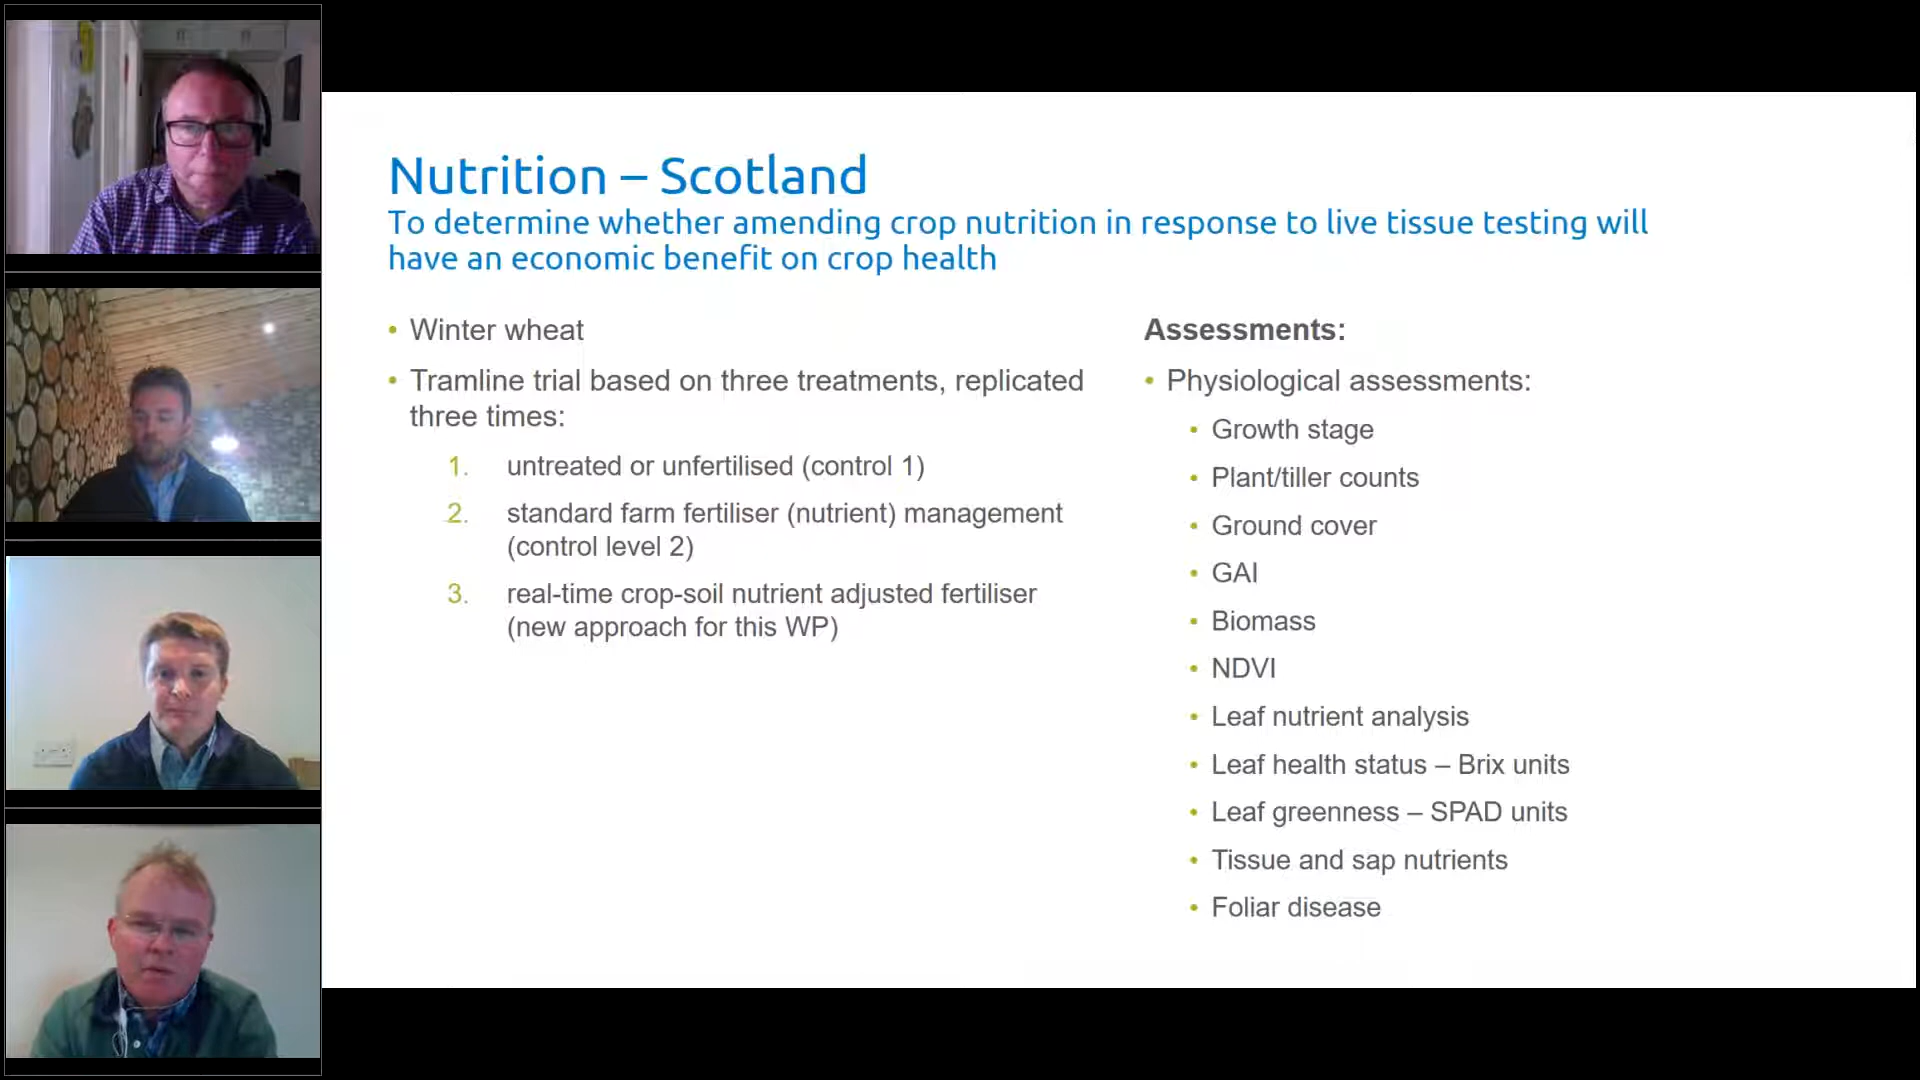 Nutrition – Scotland
To determine whether amending crop nutrition in response to live tissue testing will
have an economic benefit on crop health
• Winter wheat
• Tramline trial based on three treatments, replicated
three times:
1. untreated or unfertilised (control 1)
2. standard farm fertiliser (nutrient) management
(control level 2)
3. real-time crop-soil nutrient adjusted fertiliser
(new approach for this WP)
Assessments:
• Physiological assessments:
• Growth stage
• Plant/tiller counts
• Ground cover
• GAI
• Biomass
• NDVI
• Leaf nutrient analysis
• Leaf health status – Brix units
• Leaf greenness – SPAD units
• Tissue and sap nutrients
• Foliar disease